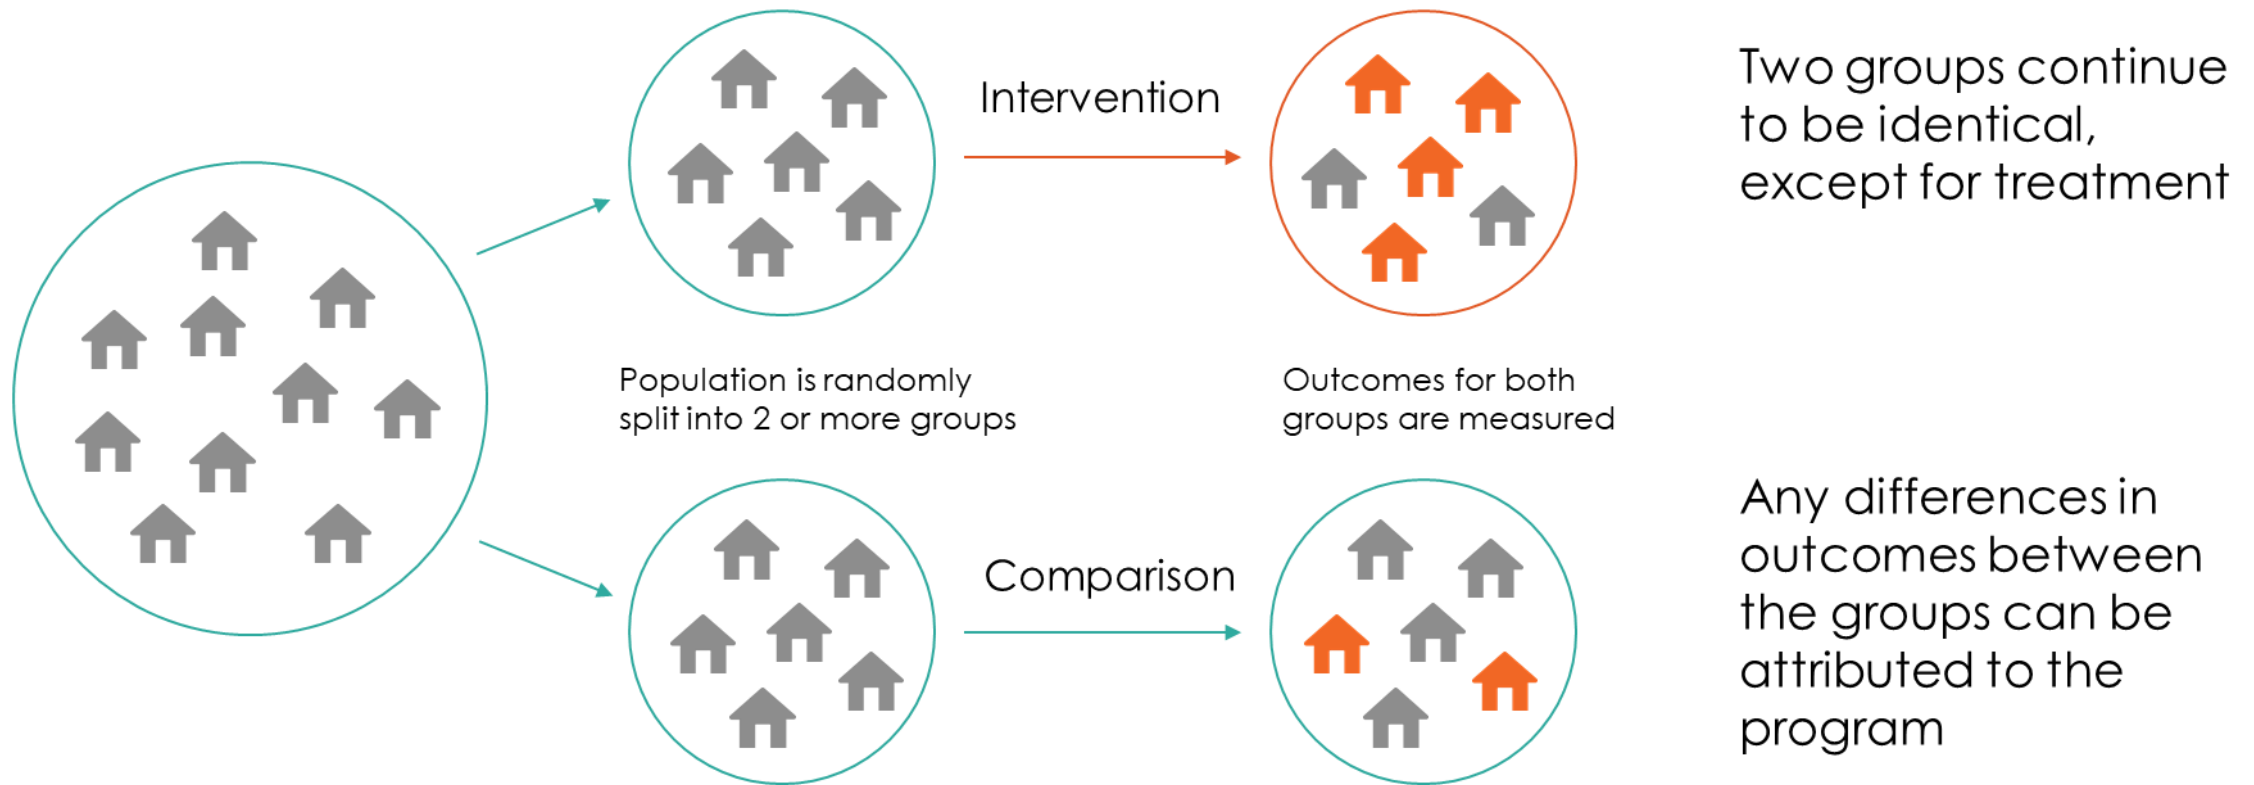 Intervention
Two groups continue
to be identical,
except for treatment
Population is randomly
split into 2 or more groups
Outcomes for both
groups are measured
Comparison
Any differences in
outcomes between
the groups can be
attributed to the
program